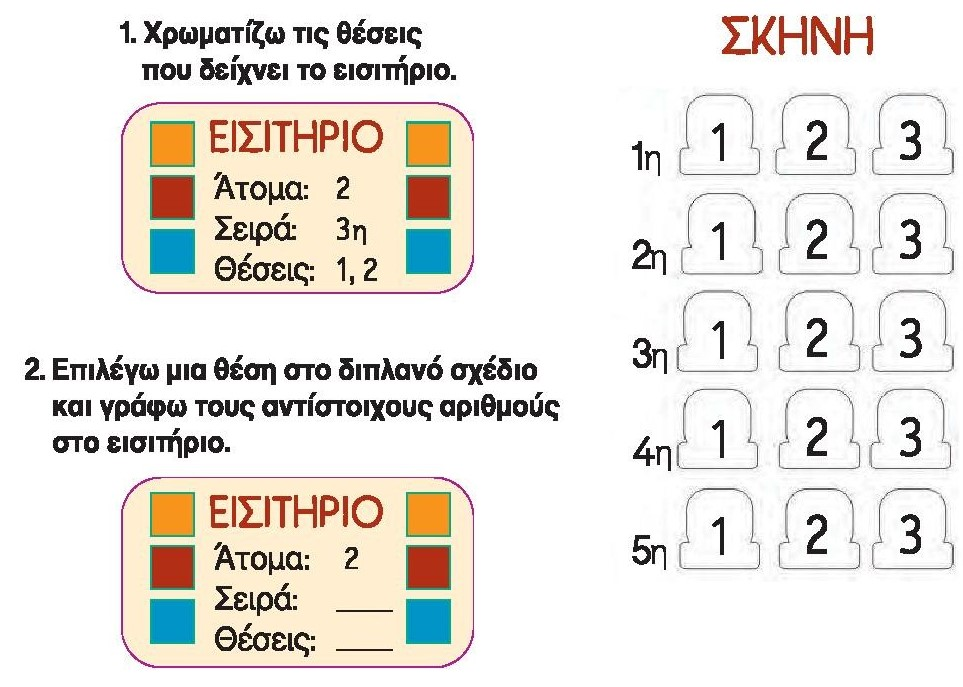 1. Χρωματίζω τις θέσεις
που δείχνει το εισιτήριο.
ΕΙΣΙΤΗΡΙΟ
Άτομα: 2
Σειρά: 3η
Θέσεις: 1, 2
2. Επιλέγω μια θέση στο διπλανό σχέδιο
και γράφω τους αντίστοιχους αριθμούς
στο εισιτήριο.
ΕΙΣΙΤΗΡΙΟ
Άτομα: 2
Σειρά: ____
Θέσεις: ____
ΣΚΗΝΗ
1η 1 2 3
2η 1 2 3
3η 1 2 3
4η 1 2 3
5η 1 2 3